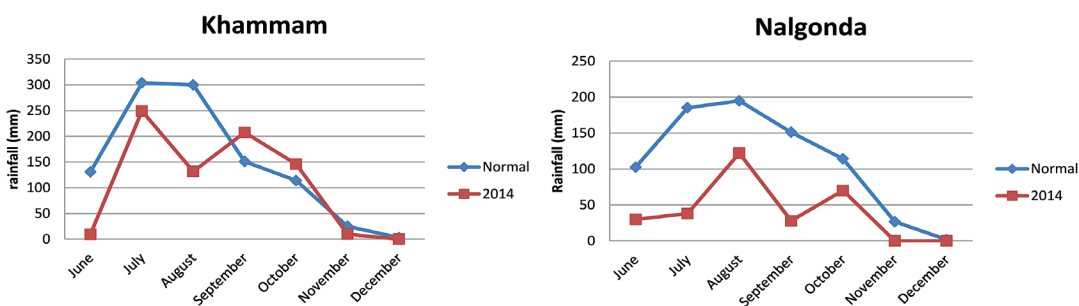 Khammam
350
300
250
200
150
100
50
0
rainfall (mm)
June
July
August
September
October
November
December
Normal
2014
Nalgonda
250
200
150
100
50
0
Rainfall (mm)
June
July
August
September
October
November
December
Normal
2014